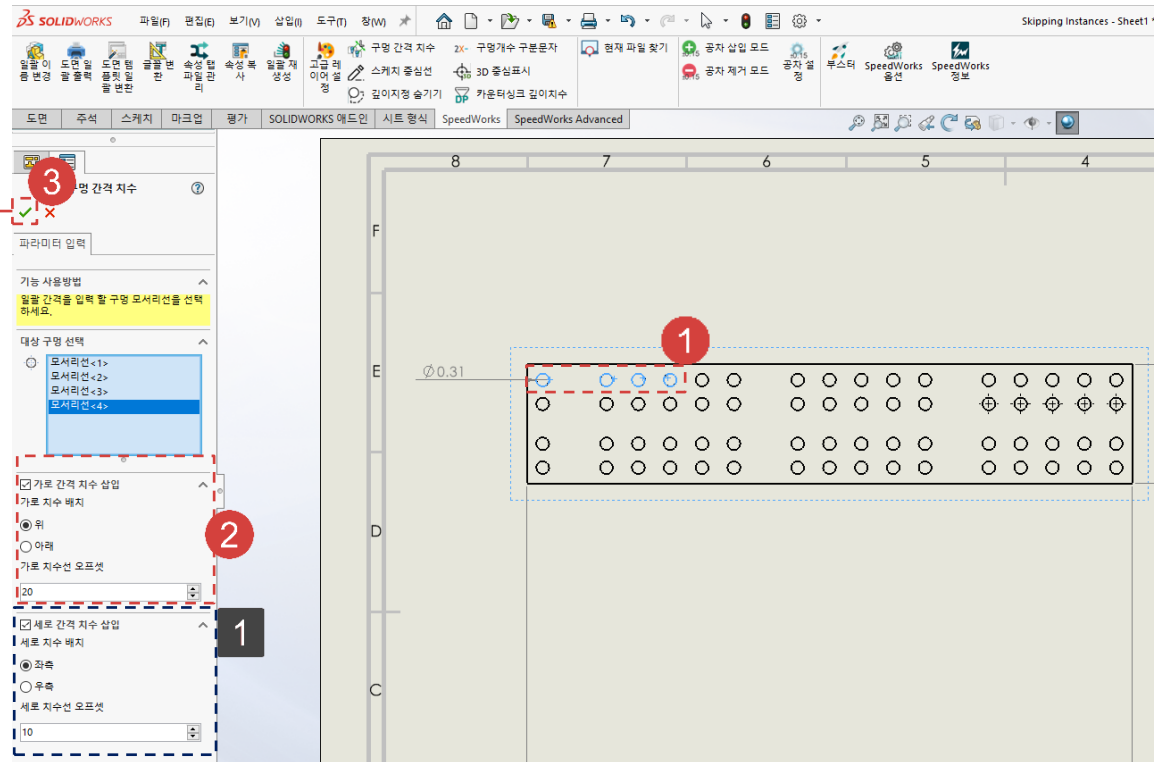 SOLIDWORKS
파일(F) 편집(E) 보기(V) 삽입(I) 도구(T) 창(W)
Skipping Instances - Sheet1 *
일괄 이름 변경
도면 일괄 출력
도면 템플릿 일괄 변환
글꼴 변환
속성 탭 파일 관리
속성 복사
일괄 재생성
고급 레이어 설정
구멍 간격 치수
스케치 중심선
깊이지정 숨기기
2X- 구멍개수 구분문자
3D 중심표시
DP 카운터싱크 깊이치수
현재 파일 찾기
공차 삽입 모드
공차 제거 모드
공차 설정
부스터
SpeedWorks 옵션
SpeedWorks 정보
도면 주석 스케치 마크업 평가 SOLIDWORKS 애드인 시트 형식 SpeedWorks SpeedWorks Advanced
3
구멍 간격 치수
파라미터 입력
기능 사용방법
일괄 간격을 입력 할 구멍 모서리선을 선택
하세요.
대상 구멍 선택
모서리선<1>
모서리선<2>
모서리선<3>
모서리선<4>
가로 간격 치수 삽입
가로 치수 배치
위
아래
가로 치수선 오프셋
20
2
세로 간격 치수 삽입
세로 치수 배치
좌측
우측
세로 치수선 오프셋
10
1
8 7 6 5 4
F
E
D
C
1
Ø0.31